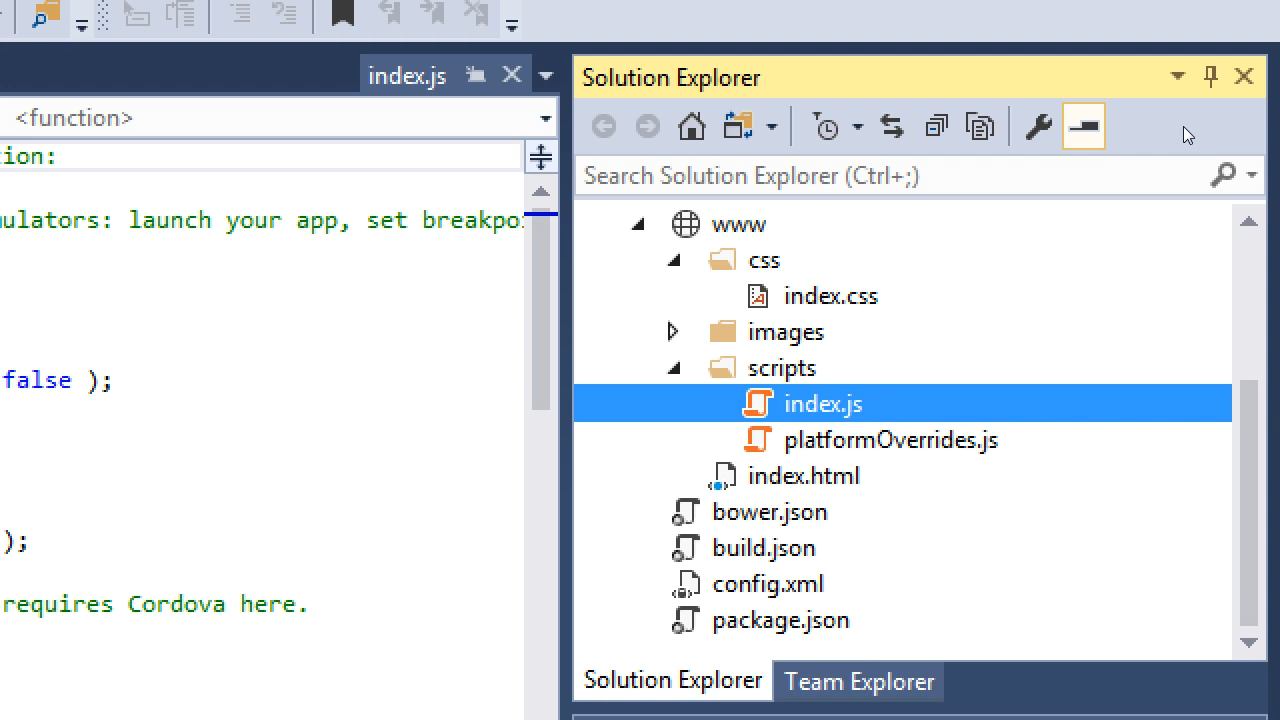 index.js
Solution Explorer
<function>
tion:
Search Solution Explorer (Ctrl+;)
mulators: launch your app, set breakpoi
www
css
index.css
images
false );
scripts
index.js
platformOverrides.js
index.html
);
bower.json
build.json
config.xml
requires Cordova here.
package.json
Solution Explorer
Team Explorer